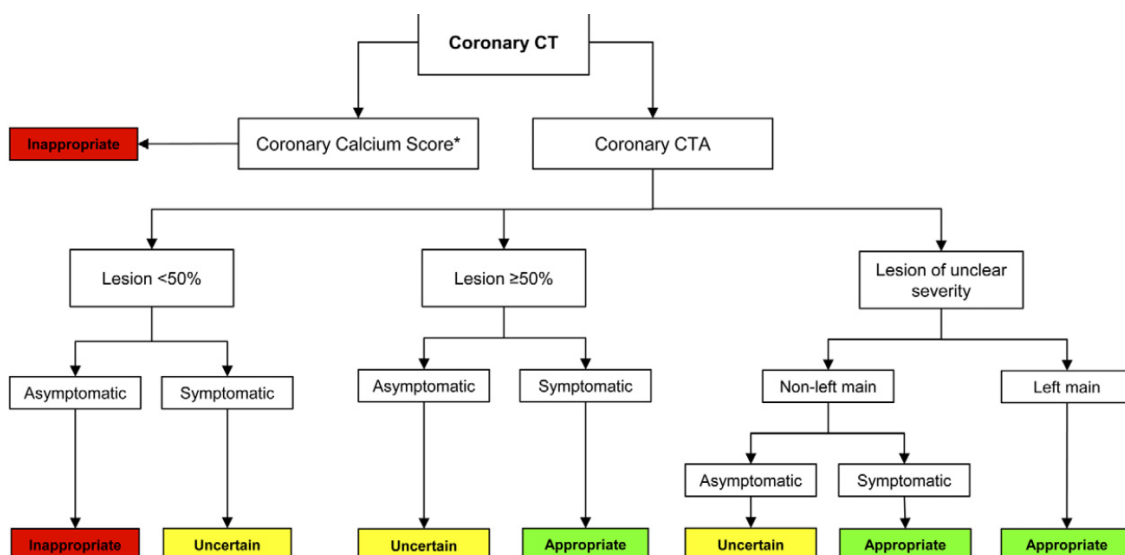 Coronary CT
Inappropriate
Coronary Calcium Score*
Coronary CTA
Lesion <50%
Lesion ≥50%
Lesion of unclear
severity
Asymptomatic
Symptomatic
Asymptomatic
Symptomatic
Non-left main
Left main
Asymptomatic
Symptomatic
Inappropriate
Uncertain
Uncertain
Appropriate
Uncertain
Appropriate
Appropriate